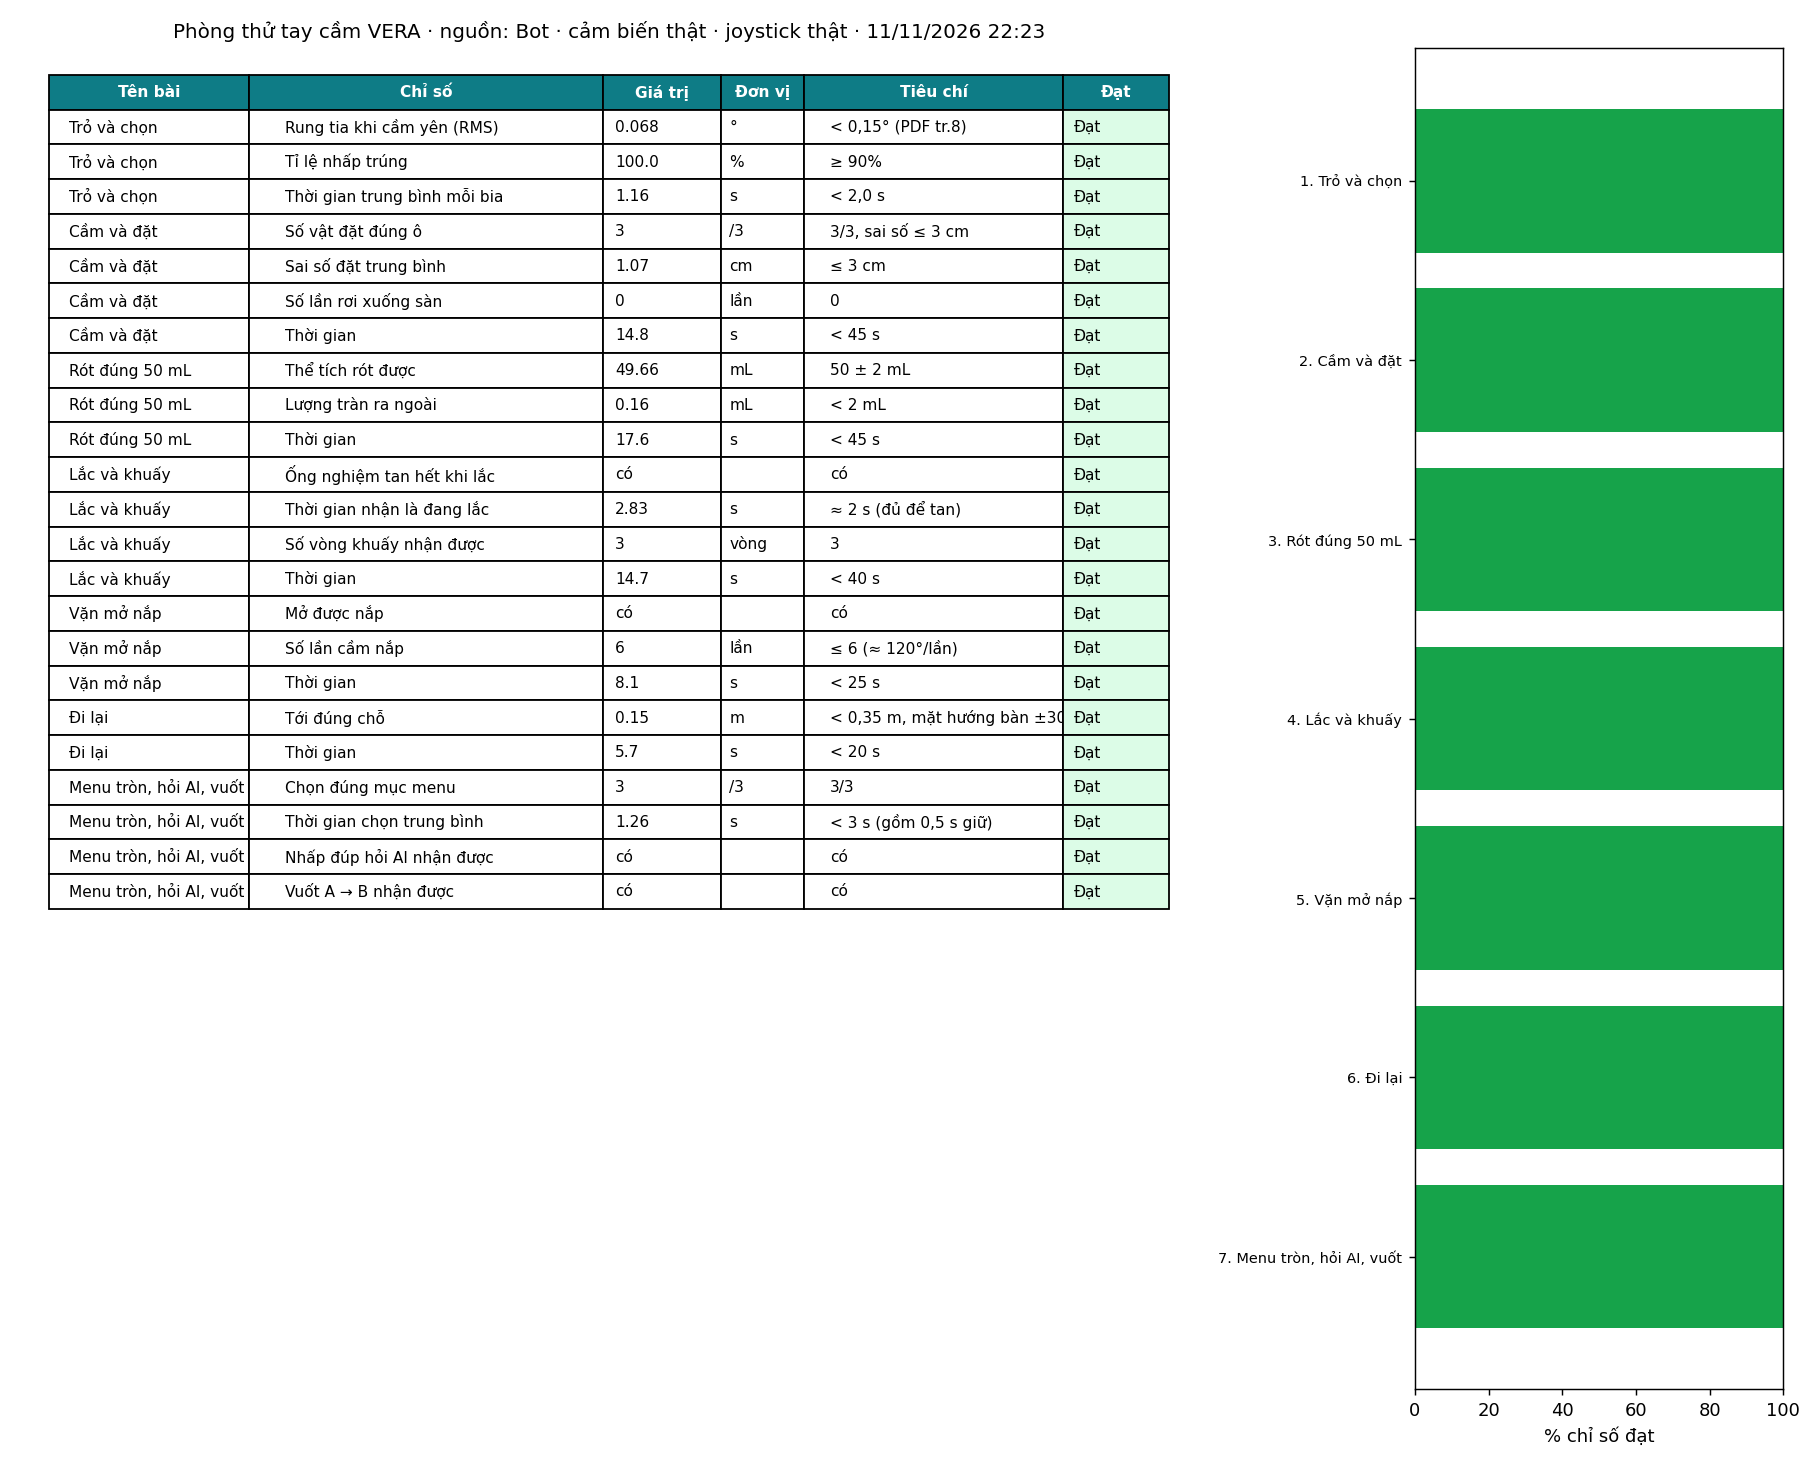 Phòng thử tay cầm VERA · nguồn: Bot · cảm biến thật · joystick thật · 11/11/2026 22:23
Tên bài Chỉ số Giá trị Đơn vị Tiêu chí Đạt
Trỏ và chọn Rung tia khi cầm yên (RMS) 0.068 ° < 0,15° (PDF tr.8) Đạt
Trỏ và chọn Tỉ lệ nhấp trúng 100.0 % ≥ 90% Đạt
Trỏ và chọn Thời gian trung bình mỗi bia 1.16 s < 2,0 s Đạt
Cầm và đặt Số vật đặt đúng ô 3 /3 3/3, sai số ≤ 3 cm Đạt
Cầm và đặt Sai số đặt trung bình 1.07 cm ≤ 3 cm Đạt
Cầm và đặt Số lần rơi xuống sàn 0 lần 0 Đạt
Cầm và đặt Thời gian 14.8 s < 45 s Đạt
Rót đúng 50 mL Thể tích rót được 49.66 mL 50 ± 2 mL Đạt
Rót đúng 50 mL Lượng tràn ra ngoài 0.16 mL < 2 mL Đạt
Rót đúng 50 mL Thời gian 17.6 s < 45 s Đạt
Lắc và khuấy Ống nghiệm tan hết khi lắc có có Đạt
Lắc và khuấy Thời gian nhận là đang lắc 2.83 s ≈ 2 s (đủ để tan) Đạt
Lắc và khuấy Số vòng khuấy nhận được 3 vòng 3 Đạt
Lắc và khuấy Thời gian 14.7 s < 40 s Đạt
Vặn mở nắp Mở được nắp có có Đạt
Vặn mở nắp Số lần cầm nắp 6 lần ≤ 6 (≈ 120°/lần) Đạt
Vặn mở nắp Thời gian 8.1 s < 25 s Đạt
Đi lại Tới đúng chỗ 0.15 m < 0,35 m, mặt hướng bàn ±30 Đạt
Đi lại Thời gian 5.7 s < 20 s Đạt
Menu tròn, hỏi AI, vuốt Chọn đúng mục menu 3 /3 3/3 Đạt
Menu tròn, hỏi AI, vuốt Thời gian chọn trung bình 1.26 s < 3 s (gồm 0,5 s giữ) Đạt
Menu tròn, hỏi AI, vuốt Nhấp đúp hỏi AI nhận được có có Đạt
Menu tròn, hỏi AI, vuốt Vuốt A → B nhận được có có Đạt
1. Trỏ và chọn
2. Cầm và đặt
3. Rót đúng 50 mL
4. Lắc và khuấy
5. Vặn mở nắp
6. Đi lại
7. Menu tròn, hỏi AI, vuốt
0 20 40 60 80 100
% chỉ số đạt